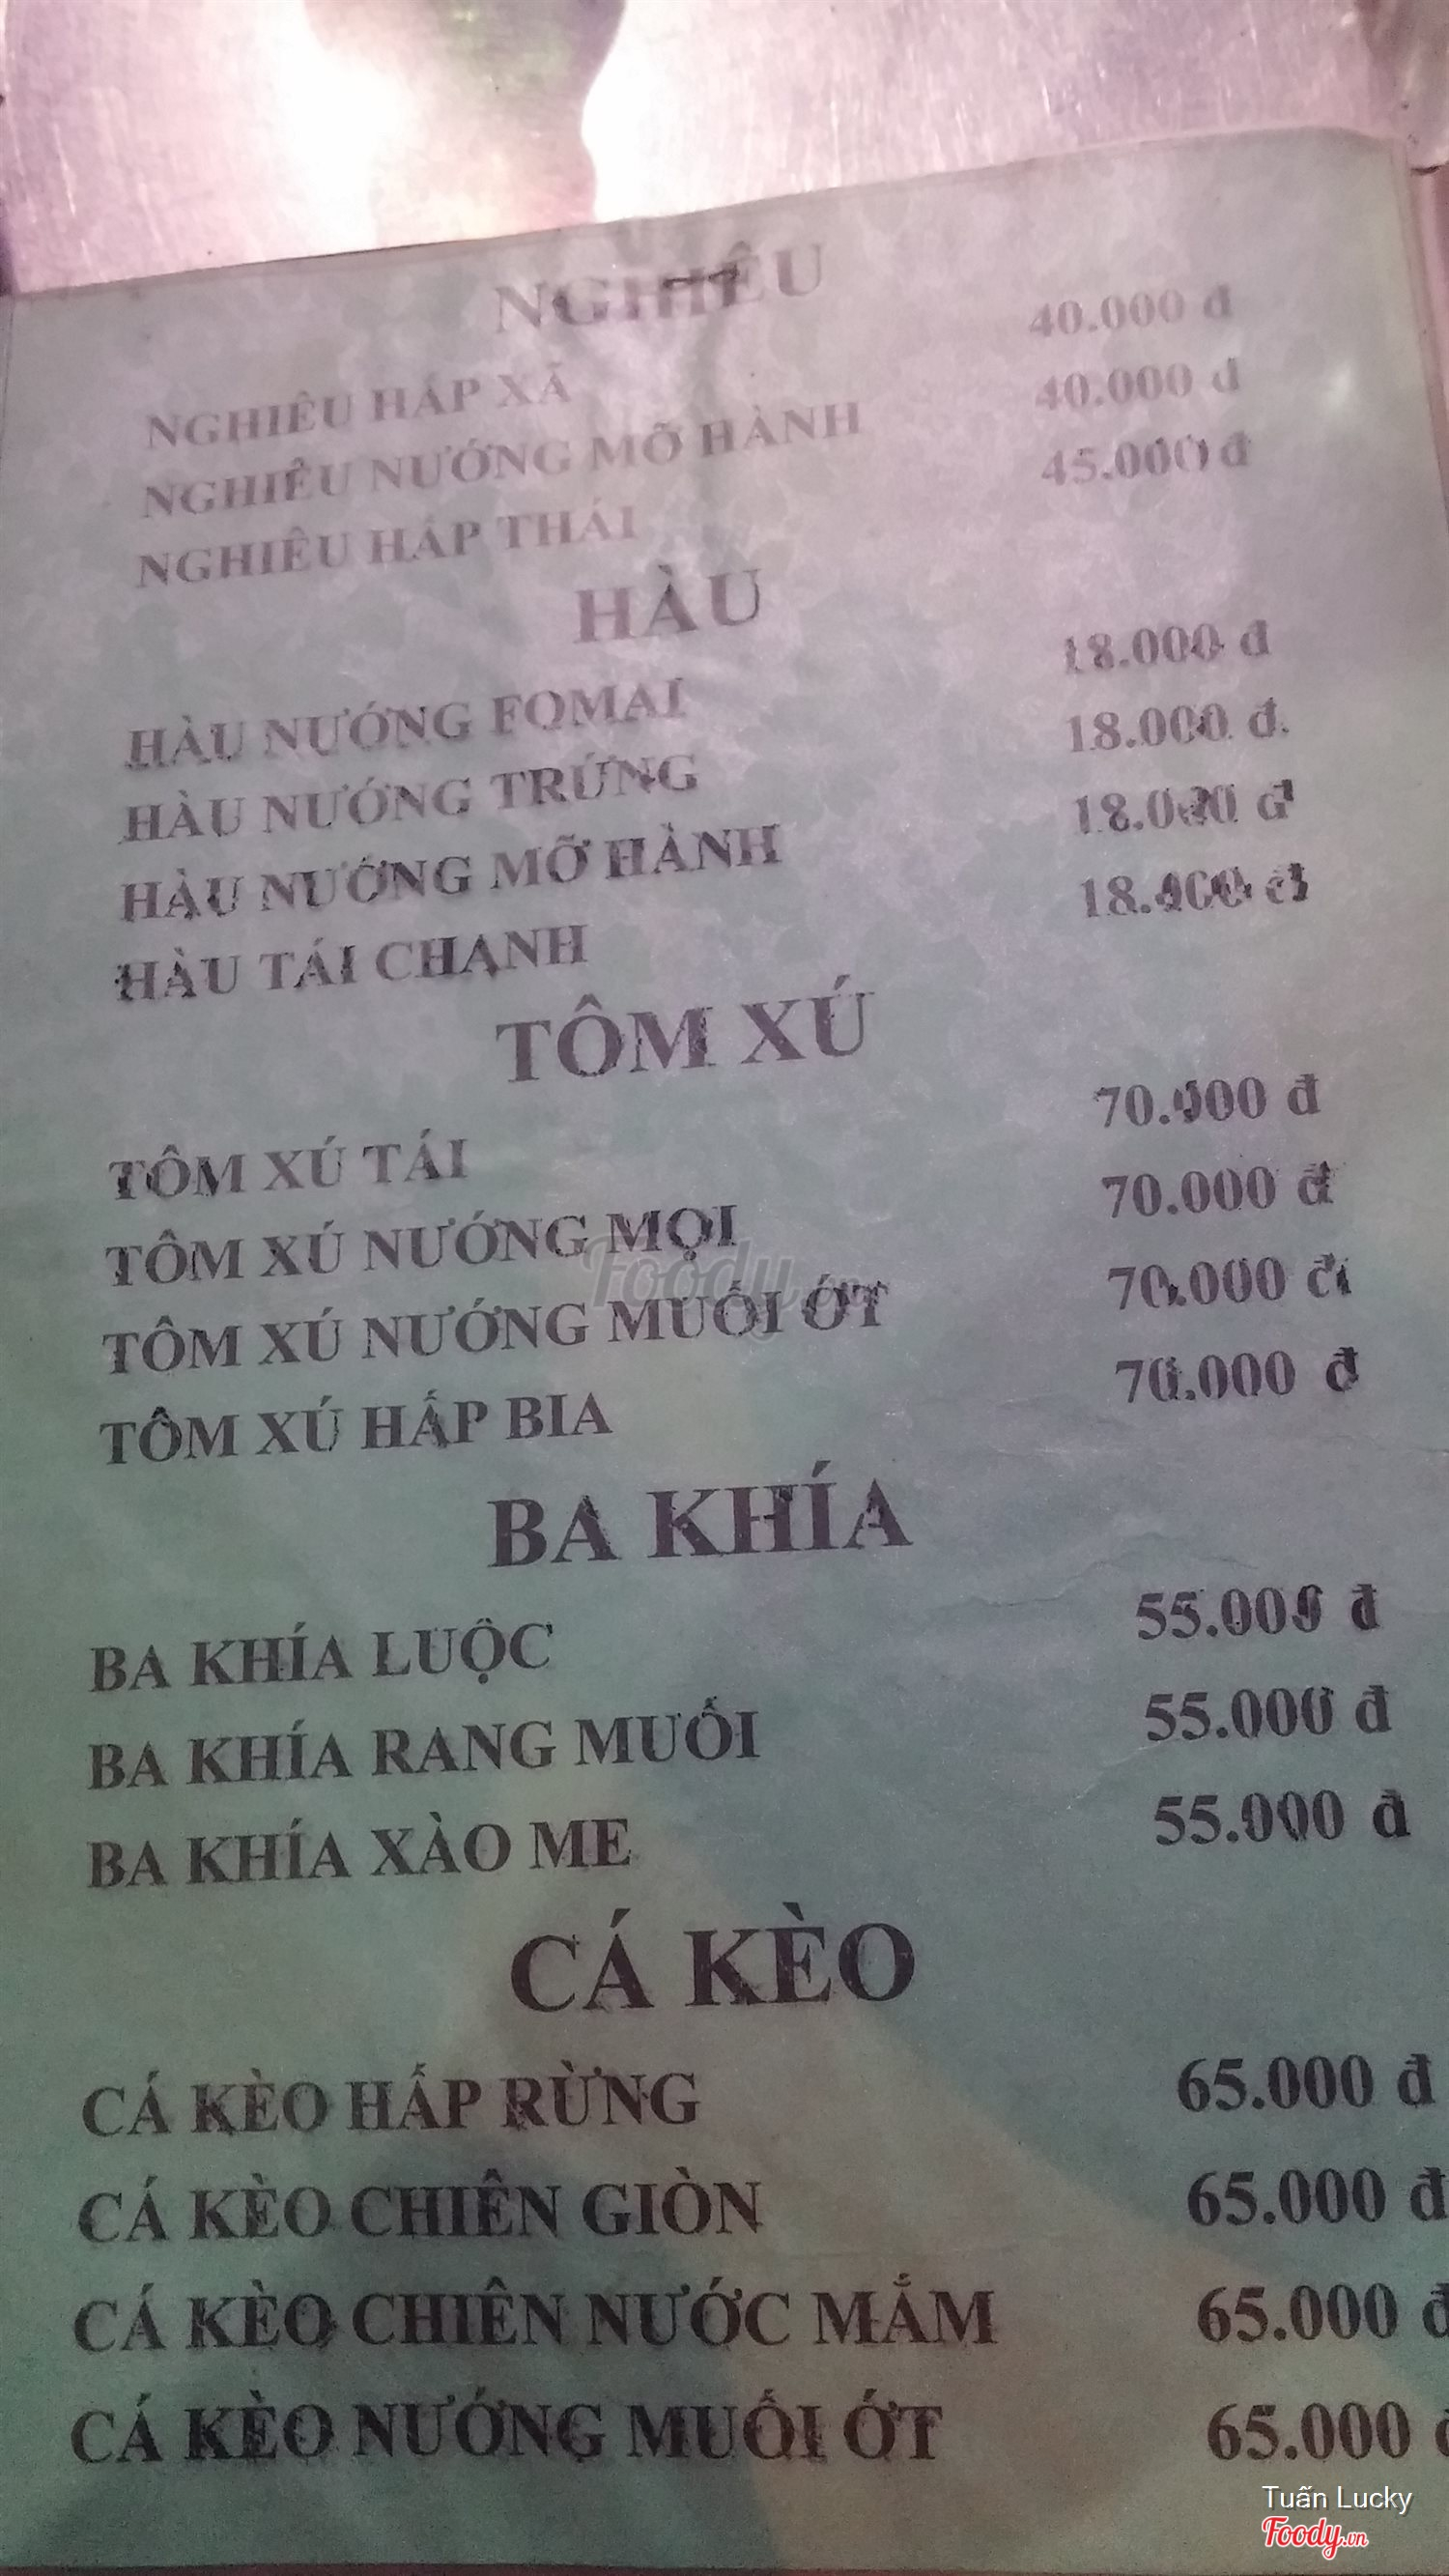 NGHIÊU
NGHIÊU HẤP XÃ 40.000 đ
NGHIÊU NƯỚNG MỠ HÀNH 40.000 đ
NGHIÊU HẤP THÁI 45.000 đ
HÀU
HÀU NƯỚNG FOMAI 18.000 đ
HÀU NƯỚNG TRỨNG 18.000 đ
HÀU NƯỚNG MỠ HÀNH 18.000 đ
HÀU TÁI CHANH 18.000 đ
TÔM XÚ
TÔM XÚ TÁI 70.000 đ
TÔM XÚ NƯỚNG MỌI 70.000 đ
TÔM XÚ NƯỚNG MUỐI ỚT 70.000 đ
TÔM XÚ HẤP BIA 70.000 đ
BA KHÍA
BA KHÍA LUỘC 55.000 đ
BA KHÍA RANG MUỐI 55.000 đ
BA KHÍA XÀO ME 55.000 đ
CÁ KÈO
CÁ KÈO HẤP RỪNG 65.000 đ
CÁ KÈO CHIÊN GIÒN 65.000 đ
CÁ KÈO CHIÊN NƯỚC MẮM 65.000 đ
CÁ KÈO NƯỚNG MUỐI ỚT 65.000 đ
Foody.vn
Tuấn Lucky
Foody.vn